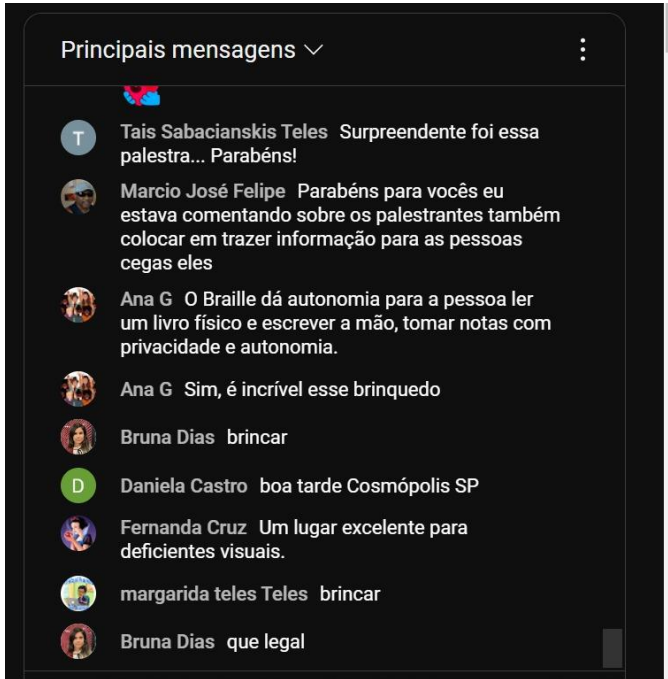 Principais mensagens
Tais Sabacianskis Teles Surpreendente foi essa
palestra... Parabéns!
Marcio José Felipe Parabéns para vocês eu
estava comentando sobre os palestrantes também
colocar em trazer informação para as pessoas
cegas eles
Ana G O Braille dá autonomia para a pessoa ler
um livro físico e escrever a mão, tomar notas com
privacidade e autonomia.
Ana G Sim, é incrível esse brinquedo
Bruna Dias brincar
D Daniela Castro boa tarde Cosmópolis SP
Fernanda Cruz Um lugar excelente para
deficientes visuais.
margarida teles Teles brincar
Bruna Dias que legal